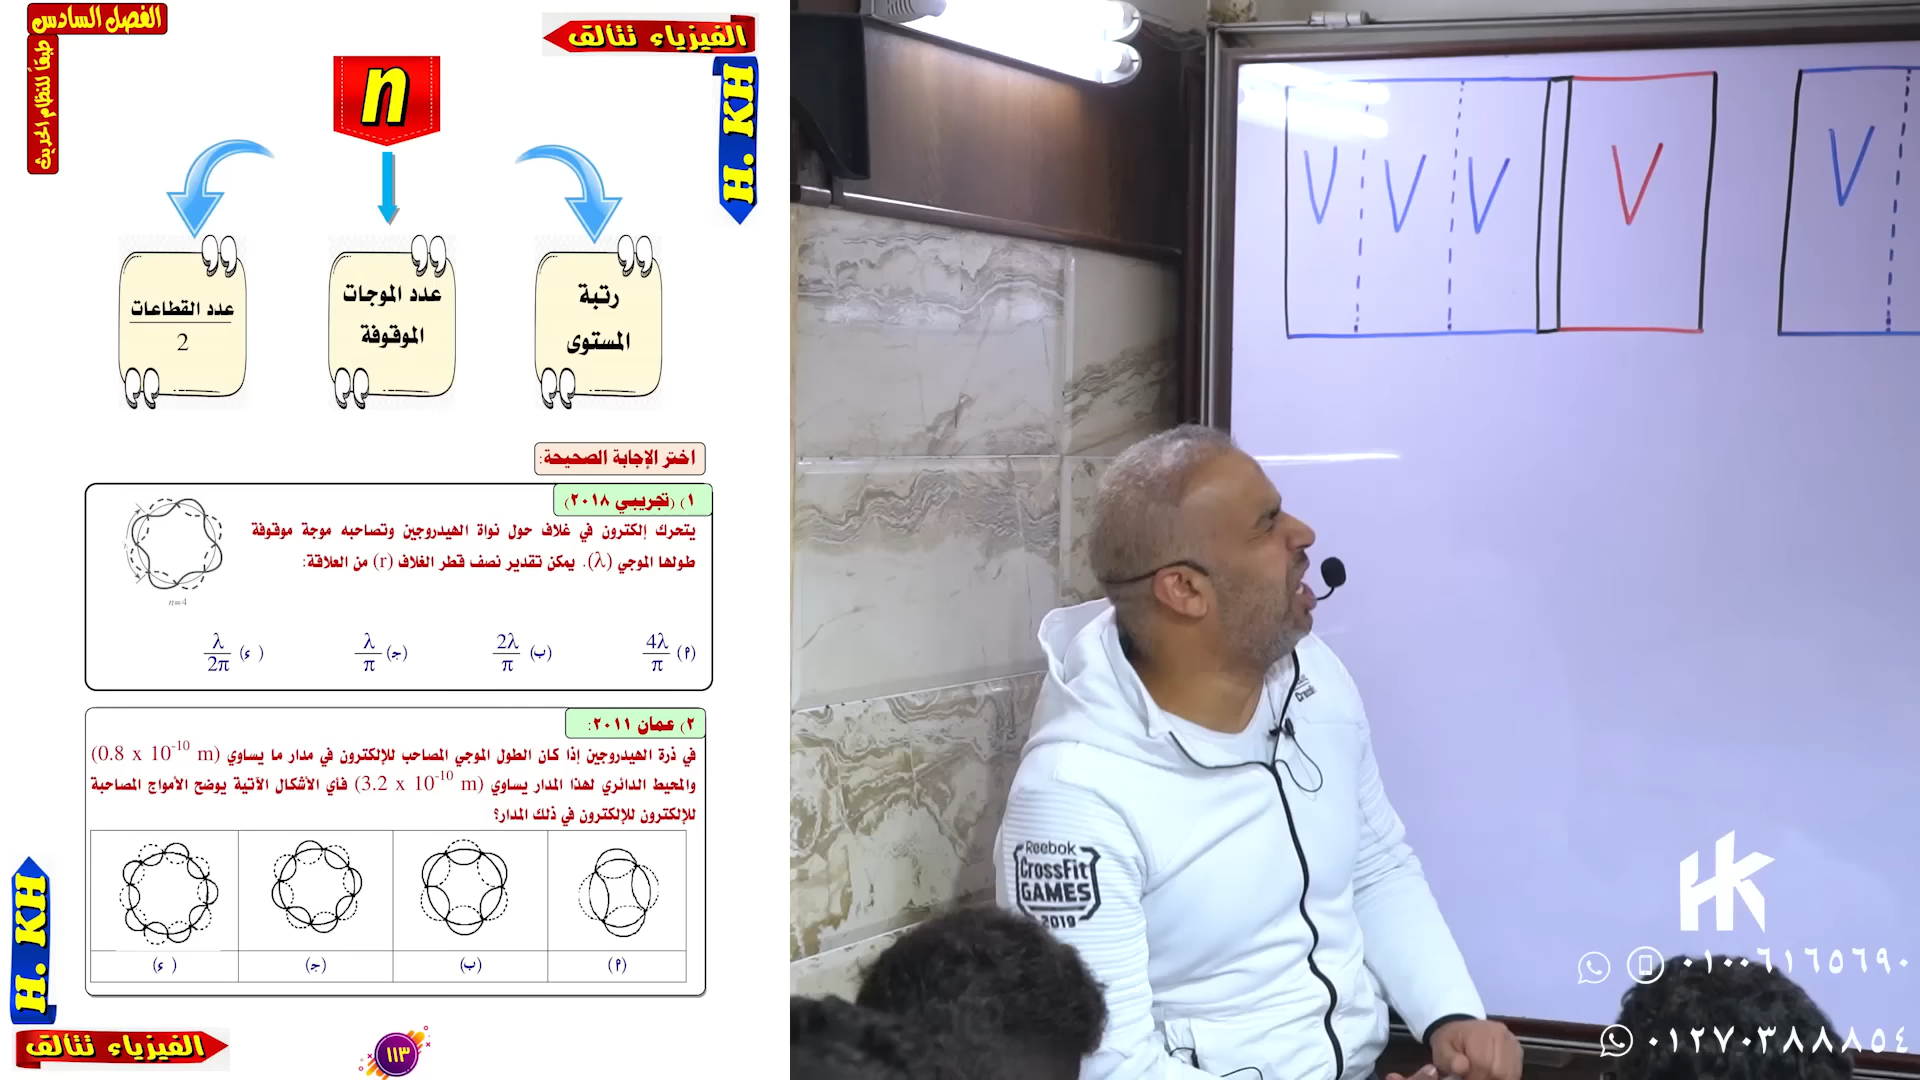 الفصل السادس
طبقًا للنظام الحديث
الفيزياء تتألق
H. KH
n
رتبة
المستوى
عدد الموجات
الموقوفة
عدد القطاعات
2
اختر الإجابة الصحيحة:
١) (تجريبي ٢٠١٨)
يتحرك إلكترون في غلاف حول نواة الهيدروجين وتصاحبه موجة موقوفة
طولها الموجي (λ). يمكن تقدير نصف قطر الغلاف (r) من العلاقة:
n=4
(أ) 4λ/π (ب) 2λ/π (ج) λ/π (ء) λ/2π
٢) عمان ٢٠١١:
في ذرة الهيدروجين إذا كان الطول الموجي المصاحب للإلكترون في مدار ما يساوي (0.8 x 10⁻¹⁰ m)
والمحيط الدائري لهذا المدار يساوي (3.2 x 10⁻¹⁰ m) فأي الأشكال الآتية يوضح الأمواج المصاحبة
للإلكترون للإلكترون في ذلك المدار؟
(أ) (ب) (ج) (ء)
H. KH
الفيزياء تتألق
١١٣
V V V V V
Reebok
CrossFit
GAMES
2019
HK
٠١٠٠٦١٦٥٦٩٠
٠١٢٧٠٣٨٨٨٥٤